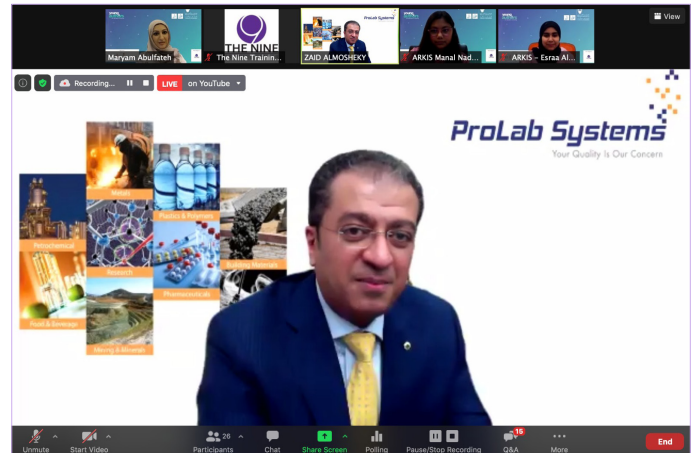 View
THE NINE
Maryam Abulfateh
The Nine Trainin...
ZAID ALMOSHEKY
ARKIS Manal Nad...
ARKIS – Esraa Al...
Recording...
LIVE
on YouTube
ProLab Systems
Your Quality Is Our Concern
Metals
Plastics & Polymers
Petrochemical
Research
Building Materials
Pharmaceuticals
Food & Beverage
Mining & Minerals
26
15
Unmute
Start Video
Participants
Chat
Share Screen
Polling
Pause/Stop Recording
Q&A
More
End